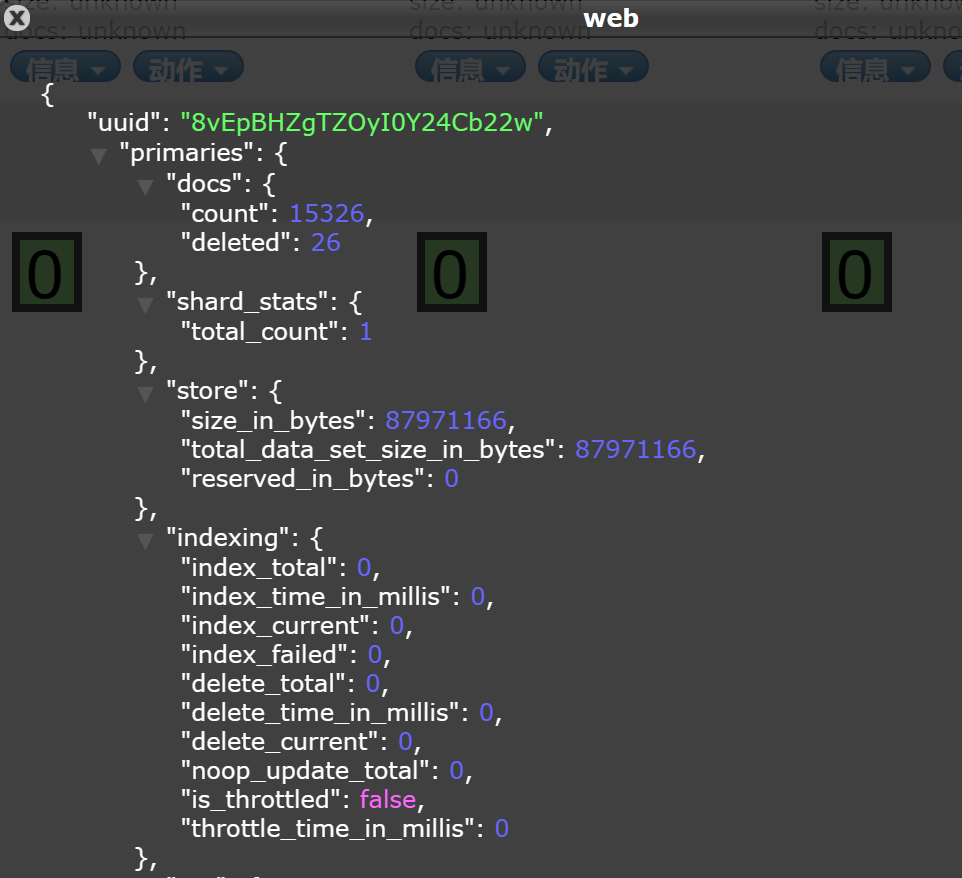 size: unknown size: unknown size: unknown
web
docs: unknown docs: unknown docs: unknown
信息 动作 信息 动作 信息
{
"uuid": "8vEpBHZgTZOyI0Y24Cb22w",
"primaries": {
"docs": {
"count": 15326,
"deleted": 26
},
0 0 0
"shard_stats": {
"total_count": 1
},
"store": {
"size_in_bytes": 87971166,
"total_data_set_size_in_bytes": 87971166,
"reserved_in_bytes": 0
},
"indexing": {
"index_total": 0,
"index_time_in_millis": 0,
"index_current": 0,
"index_failed": 0,
"delete_total": 0,
"delete_time_in_millis": 0,
"delete_current": 0,
"noop_update_total": 0,
"is_throttled": false,
"throttle_time_in_millis": 0
},